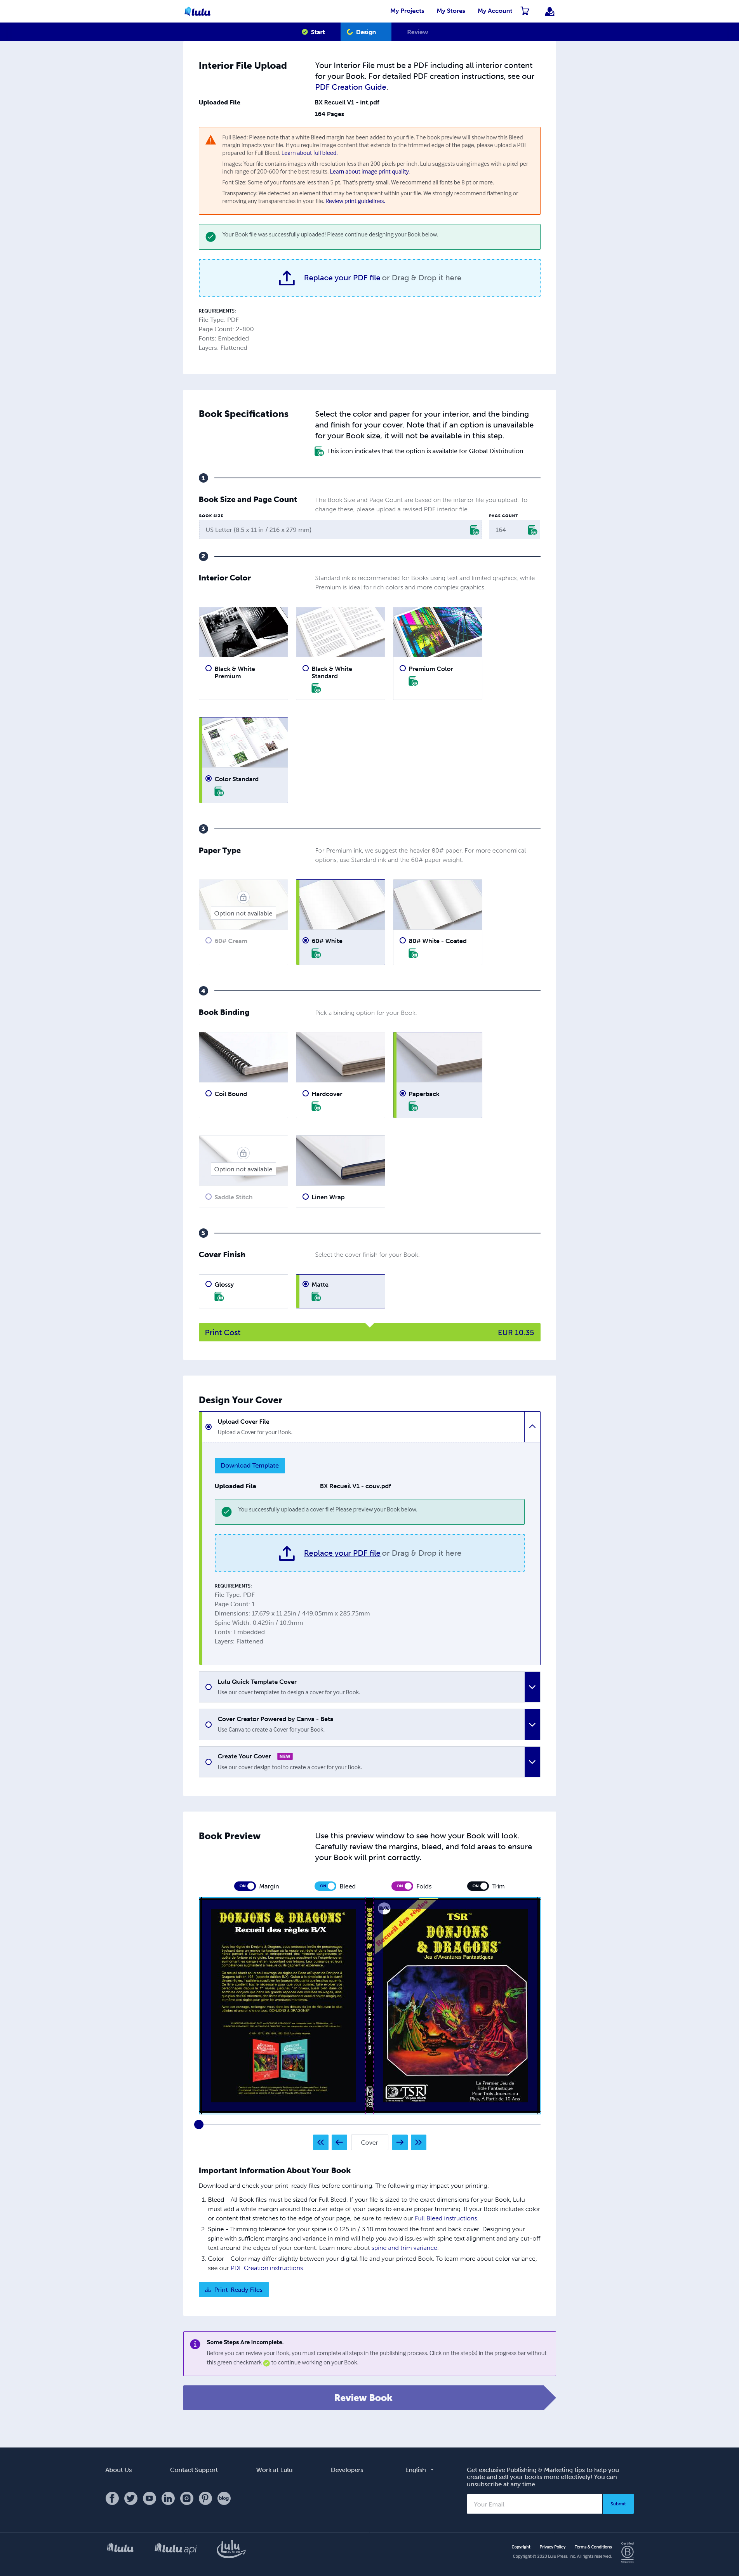 lulu
My Projects My Stores My Account
Start Design Review
Interior File Upload
Your Interior File must be a PDF including all interior content
for your Book. For detailed PDF creation instructions, see our
PDF Creation Guide.
Uploaded File BX Recueil V1 - int.pdf
164 Pages
Full Bleed: Please note that a white Bleed margin has been added to your file. The book preview will show how this Bleed
margin impacts your file. If you require image content that extends to the trimmed edge of the page, please upload a PDF
prepared for Full Bleed. Learn about full bleed.
Images: Your file contains images with resolution less than 200 pixels per inch. Lulu suggests using images with a pixel per
inch range of 200-600 for the best results. Learn about image print quality.
Font Size: Some of your fonts are less than 5 pt. That's pretty small. We recommend all fonts be 8 pt or more.
Transparency: We detected an element that may be transparent within your file. We strongly recommend flattening or
removing any transparencies in your file. Review print guidelines.
Your Book file was successfully uploaded! Please continue designing your Book below.
Replace your PDF file or Drag & Drop it here
REQUIREMENTS:
File Type: PDF
Page Count: 2-800
Fonts: Embedded
Layers: Flattened
Book Specifications
Select the color and paper for your interior, and the binding
and finish for your cover. Note that if an option is unavailable
for your Book size, it will not be available in this step.
This icon indicates that the option is available for Global Distribution
1
Book Size and Page Count
The Book Size and Page Count are based on the interior file you upload. To
change these, please upload a revised PDF interior file.
BOOK SIZE PAGE COUNT
US Letter (8.5 x 11 in / 216 x 279 mm) 164
2
Interior Color
Standard ink is recommended for Books using text and limited graphics, while
Premium is ideal for rich colors and more complex graphics.
Black & White
Premium
Black & White
Standard
Premium Color
Color Standard
3
Paper Type
For Premium ink, we suggest the heavier 80# paper. For more economical
options, use Standard ink and the 60# paper weight.
Option not available
60# Cream 60# White 80# White - Coated
4
Book Binding Pick a binding option for your Book.
Coil Bound Hardcover Paperback
Option not available
Saddle Stitch Linen Wrap
5
Cover Finish Select the cover finish for your Book.
Glossy Matte
Print Cost EUR 10.35
Design Your Cover
Upload Cover File
Upload a Cover for your Book.
Download Template
Uploaded File BX Recueil V1 - couv.pdf
You successfully uploaded a cover file! Please preview your Book below.
Replace your PDF file or Drag & Drop it here
REQUIREMENTS:
File Type: PDF
Page Count: 1
Dimensions: 17.679 x 11.25in / 449.05mm x 285.75mm
Spine Width: 0.429in / 10.9mm
Fonts: Embedded
Layers: Flattened
Lulu Quick Template Cover
Use our cover templates to design a cover for your Book.
Cover Creator Powered by Canva - Beta
Use Canva to create a Cover for your Book.
Create Your Cover NEW
Use our cover design tool to create a cover for your Book.
Book Preview
Use this preview window to see how your Book will look.
Carefully review the margins, bleed, and fold areas to ensure
your Book will print correctly.
ON Margin ON Bleed ON Folds ON Trim
DONJONS & DRAGONS®
Recueil des règles B/X
DONJONS & DRAGONS
Recueil des règles B/X
TSR
B/X
Recueil des règles
TSR™
DONJONS
& DRAGONS®
Jeu d'Aventures Fantastiques
TSR
Le Premier Jeu de
Rôle Fantastique
Pour Trois Joueurs ou
Plus, À Partir de 10 Ans
Cover
Important Information About Your Book
Download and check your print-ready files before continuing. The following may impact your printing:
1. Bleed - All Book files must be sized for Full Bleed. If your file is sized to the exact dimensions for your Book, Lulu
must add a white margin around the outer edge of your pages to ensure proper trimming. If your Book includes color
or content that stretches to the edge of your page, be sure to review our Full Bleed instructions.
2. Spine - Trimming tolerance for your spine is 0.125 in / 3.18 mm toward the front and back cover. Designing your
spine with sufficient margins and variance in mind will help you avoid issues with spine text alignment and any cut-off
text around the edges of your content. Learn more about spine and trim variance.
3. Color - Color may differ slightly between your digital file and your printed Book. To learn more about color variance,
see our PDF Creation instructions.
Print-Ready Files
Some Steps Are Incomplete.
Before you can review your Book, you must complete all steps in the publishing process. Click on the step(s) in the progress bar without
this green checkmark to continue working on your Book.
Review Book
About Us Contact Support Work at Lulu Developers English
Get exclusive Publishing & Marketing tips to help you
create and sell your books more effectively! You can
unsubscribe at any time.
blog
Your Email Submit
lulu lulu api lulu
Copyright Privacy Policy Terms & Conditions
Copyright © 2023 Lulu Press, Inc. All rights reserved.
Certified
B
Corporation